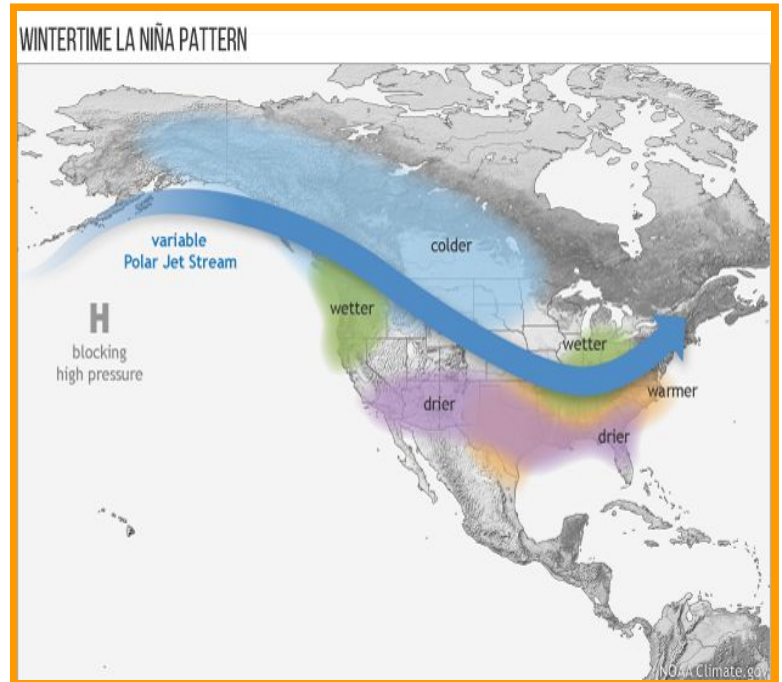 WINTERTIME LA NIÑA PATTERN
variable
Polar Jet Stream
colder
H
blocking
high pressure
wetter
wetter
warmer
drier
drier
NOAA Climate.gov